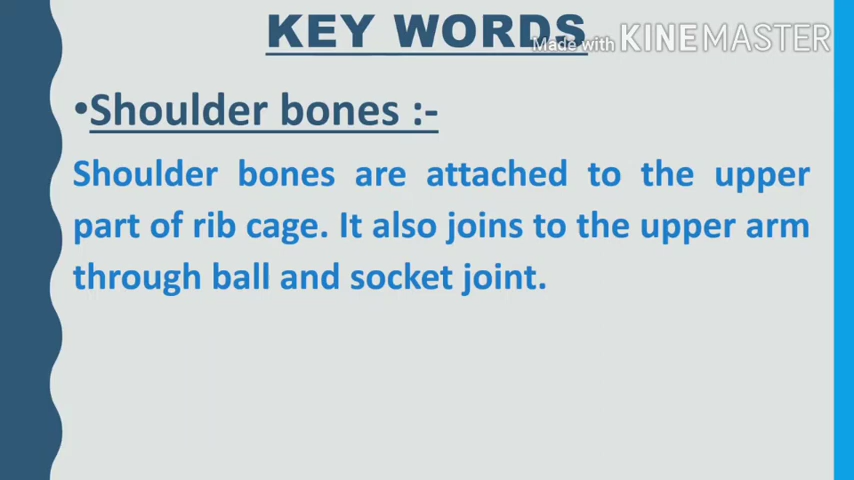 KEY WORDS
Made with KINEMASTER
•Shoulder bones :-
Shoulder bones are attached to the upper
part of rib cage. It also joins to the upper arm
through ball and socket joint.